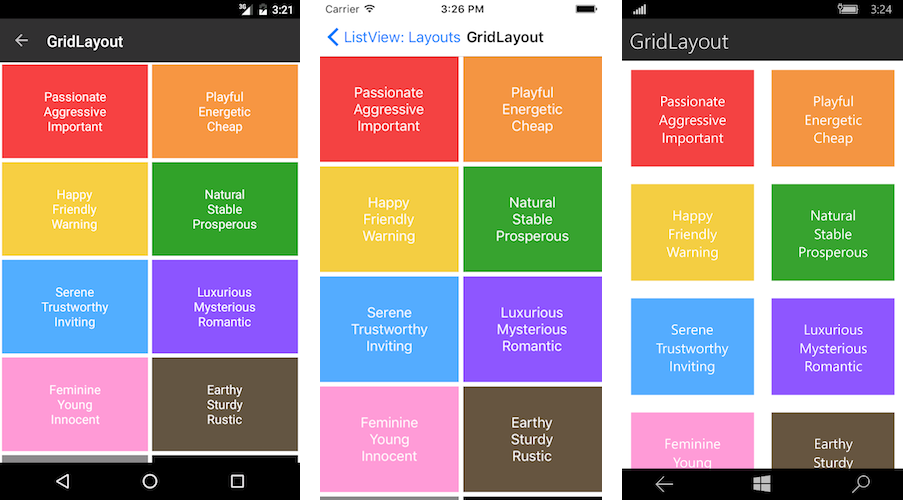 3G 3:21
GridLayout
Passionate
Aggressive
Important
Playful
Energetic
Cheap
Happy
Friendly
Warning
Natural
Stable
Prosperous
Serene
Trustworthy
Inviting
Luxurious
Mysterious
Romantic
Feminine
Young
Innocent
Earthy
Sturdy
Rustic
Carrier 3:26 PM
ListView: Layouts GridLayout
Passionate
Aggressive
Important
Playful
Energetic
Cheap
Happy
Friendly
Warning
Natural
Stable
Prosperous
Serene
Trustworthy
Inviting
Luxurious
Mysterious
Romantic
Feminine
Young
Innocent
Earthy
Sturdy
Rustic
3:24
GridLayout
Passionate
Aggressive
Important
Playful
Energetic
Cheap
Happy
Friendly
Warning
Natural
Stable
Prosperous
Serene
Trustworthy
Inviting
Luxurious
Mysterious
Romantic
Feminine
Young
Earthy
Sturdy